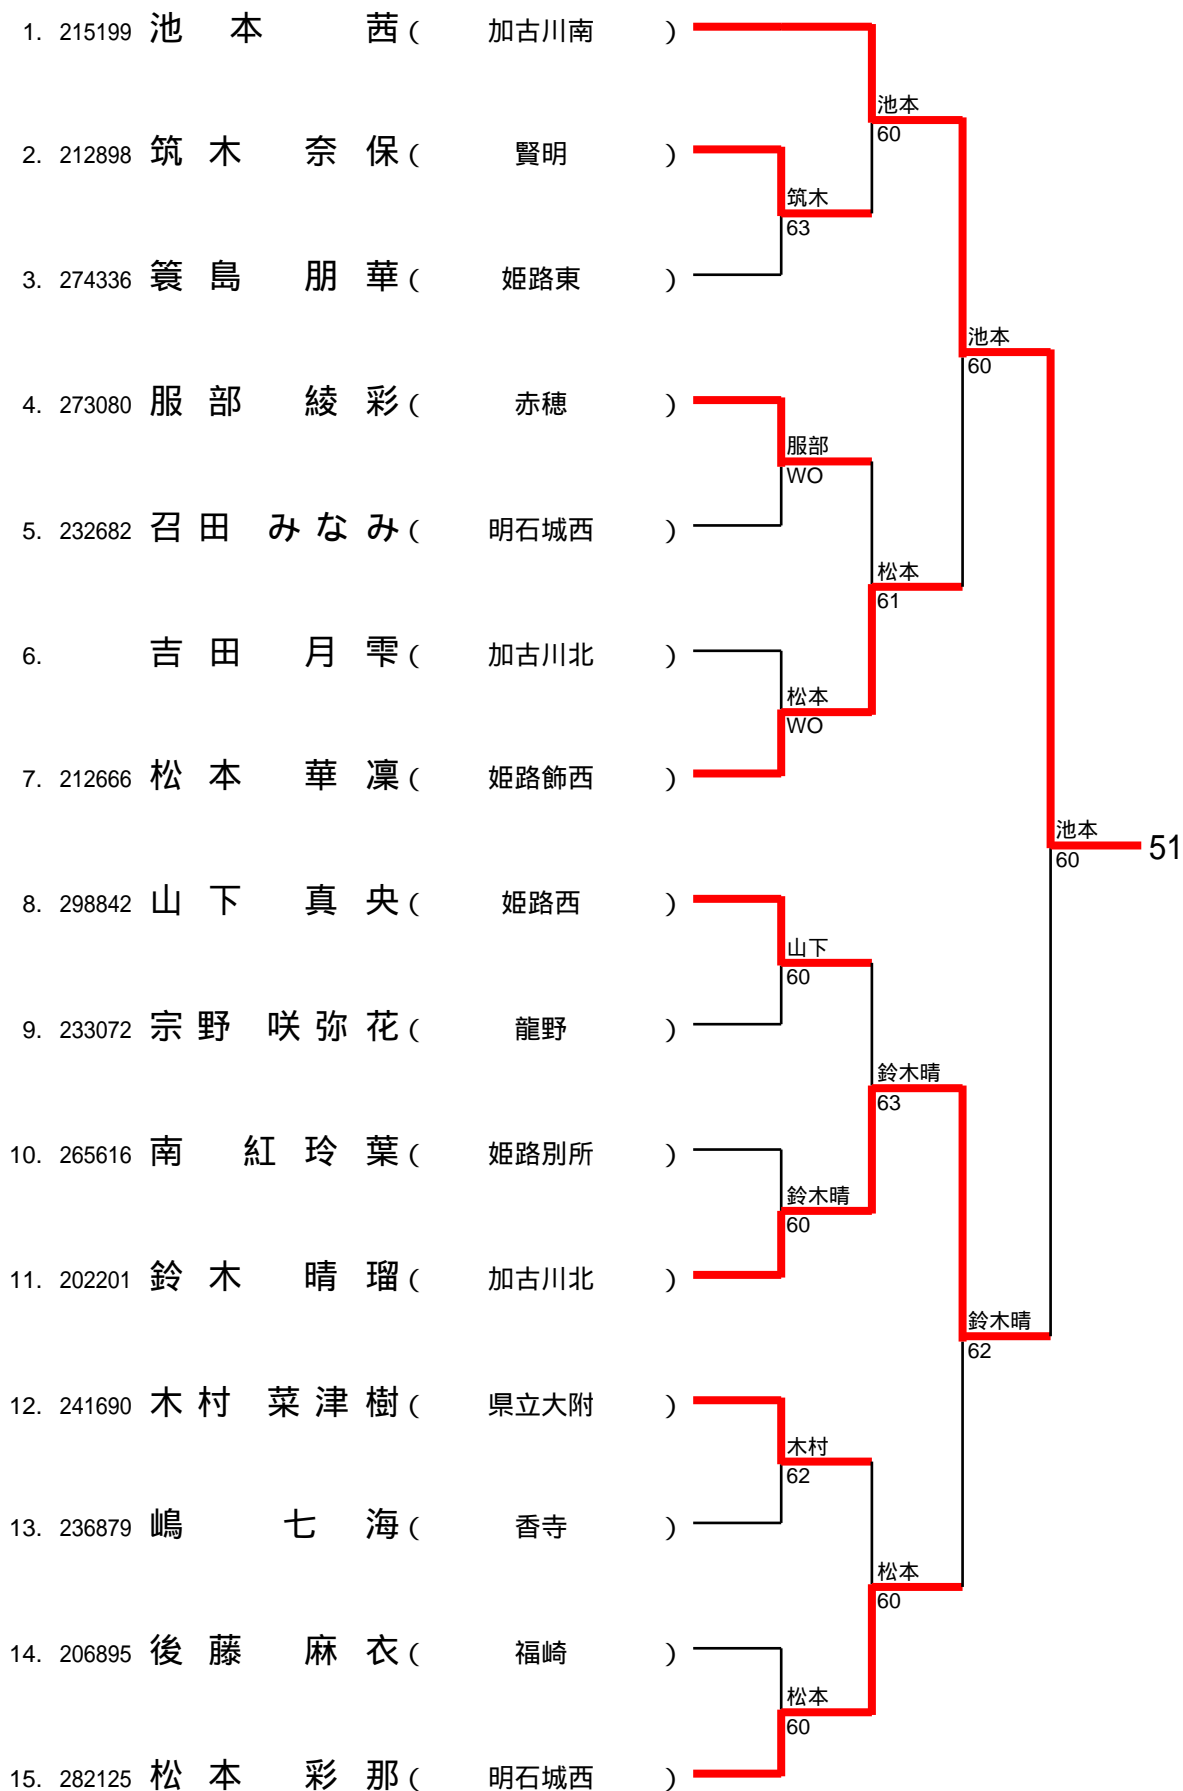 1. 215199 池本 茜 ( 加古川南 )
池本
60
2. 212898 筑木 奈保 ( 賢明 )
筑木
63
3. 274336 簑島 朋華 ( 姫路東 )
池本
60
4. 273080 服部 綾彩 ( 赤穂 )
服部
WO
5. 232682 召田 みなみ ( 明石城西 )
松本
61
6. 吉田 月雫 ( 加古川北 )
松本
WO
7. 212666 松本 華凜 ( 姫路飾西 )
池本
60
51
8. 298842 山下 真央 ( 姫路西 )
山下
60
9. 233072 宗野 咲弥花 ( 龍野 )
鈴木晴
63
10. 265616 南 紅玲葉 ( 姫路別所 )
鈴木晴
60
11. 202201 鈴木 晴瑠 ( 加古川北 )
鈴木晴
62
12. 241690 木村 菜津樹 ( 県立大附 )
木村
62
13. 236879 嶋 七海 ( 香寺 )
松本
60
14. 206895 後藤 麻衣 ( 福崎 )
松本
60
15. 282125 松本 彩那 ( 明石城西 )